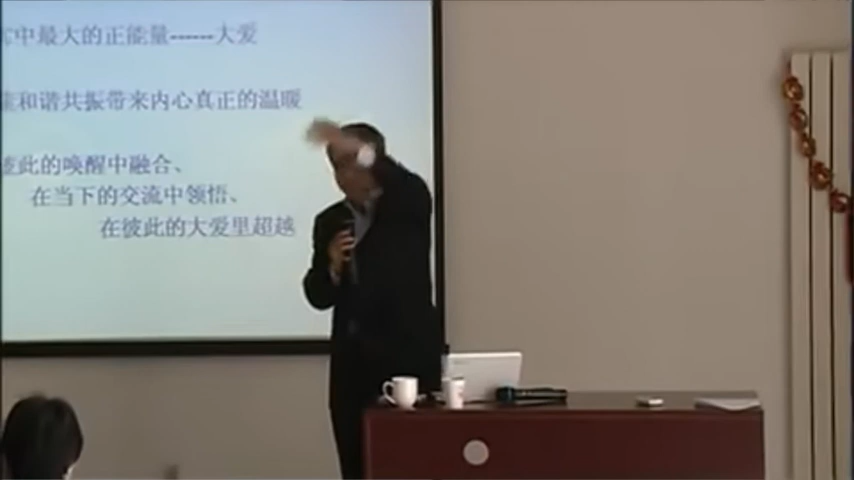 中最大的正能量------大爱
和谐共振带来内心真正的温暖
彼此的唤醒中融合、
在当下的交流中领悟、
在彼此的大爱里超越